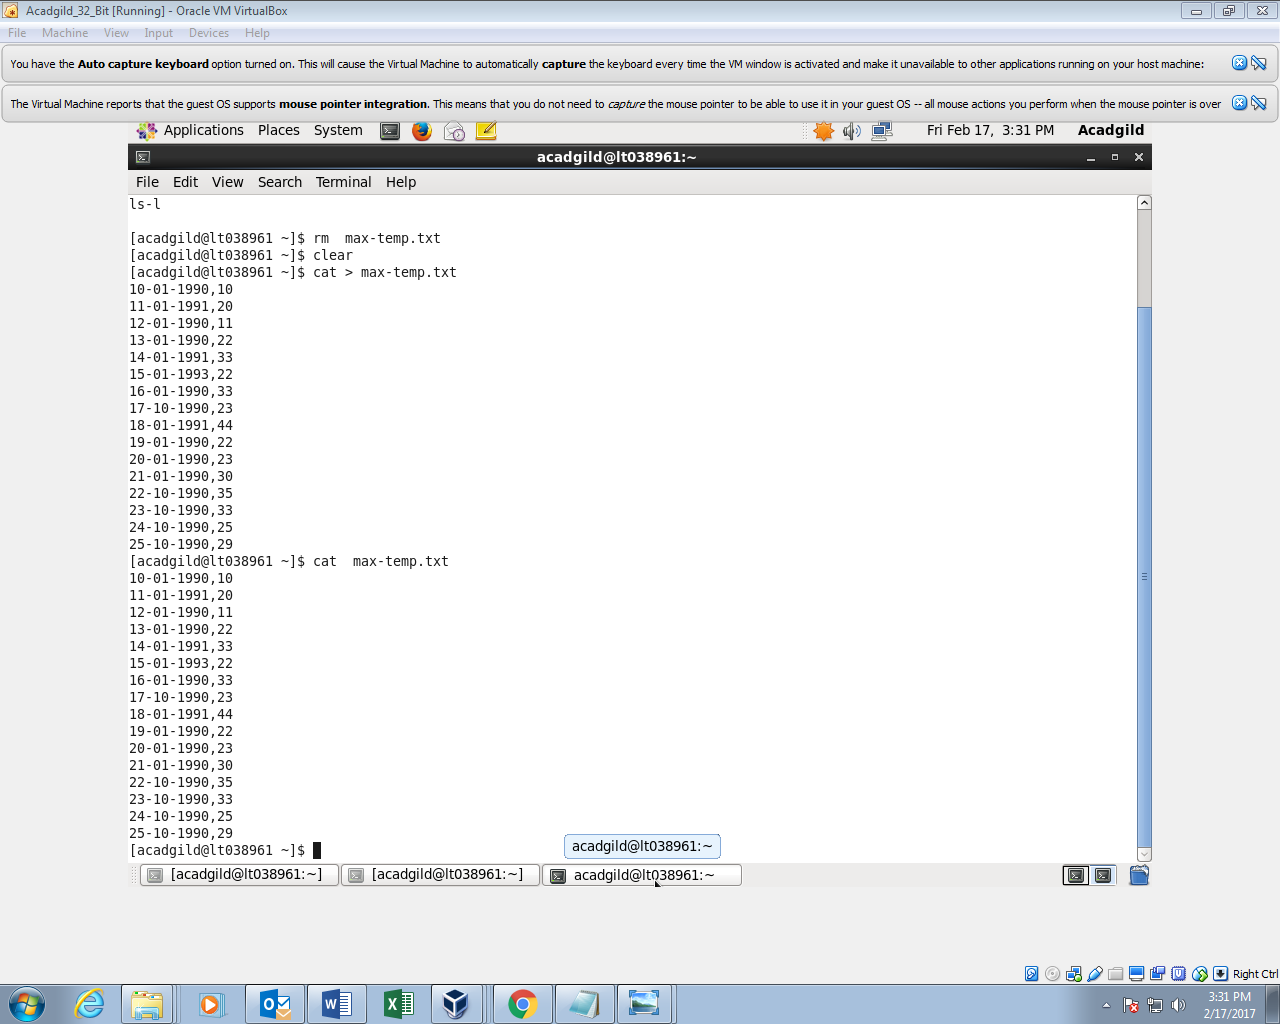 Acadgild_32_Bit [Running] - Oracle VM VirtualBox
File Machine View Input Devices Help
You have the Auto capture keyboard option turned on. This will cause the Virtual Machine to automatically capture the keyboard every time the VM window is activated and make it unavailable to other applications running on your host machine:
The Virtual Machine reports that the guest OS supports mouse pointer integration. This means that you do not need to capture the mouse pointer to be able to use it in your guest OS -- all mouse actions you perform when the mouse pointer is over
Applications Places System Fri Feb 17, 3:31 PM Acadgild
acadgild@lt038961:~
File Edit View Search Terminal Help
ls-l
[acadgild@lt038961 ~]$ rm  max-temp.txt
[acadgild@lt038961 ~]$ clear
[acadgild@lt038961 ~]$ cat > max-temp.txt
10-01-1990,10
11-01-1991,20
12-01-1990,11
13-01-1990,22
14-01-1991,33
15-01-1993,22
16-01-1990,33
17-10-1990,23
18-01-1991,44
19-01-1990,22
20-01-1990,23
21-01-1990,30
22-10-1990,35
23-10-1990,33
24-10-1990,25
25-10-1990,29
[acadgild@lt038961 ~]$ cat  max-temp.txt
10-01-1990,10
11-01-1991,20
12-01-1990,11
13-01-1990,22
14-01-1991,33
15-01-1993,22
16-01-1990,33
17-10-1990,23
18-01-1991,44
19-01-1990,22
20-01-1990,23
21-01-1990,30
22-10-1990,35
23-10-1990,33
24-10-1990,25
25-10-1990,29
[acadgild@lt038961 ~]$
acadgild@lt038961:~
[acadgild@lt038961:~] [acadgild@lt038961:~] acadgild@lt038961:~
Right Ctrl
3:31 PM
2/17/2017